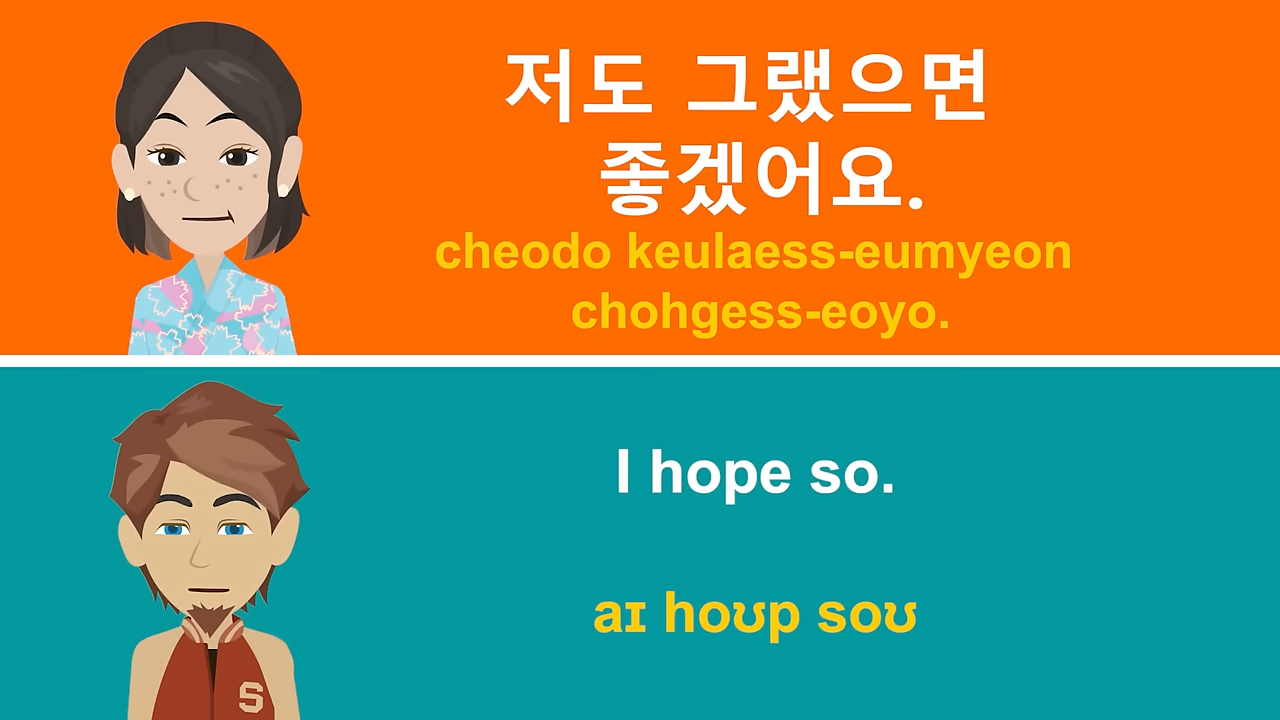 저도 그랬으면
좋겠어요.
cheodo keulaess-eumyeon
chohgess-eoyo.
I hope so.
aɪ hoʊp soʊ
S